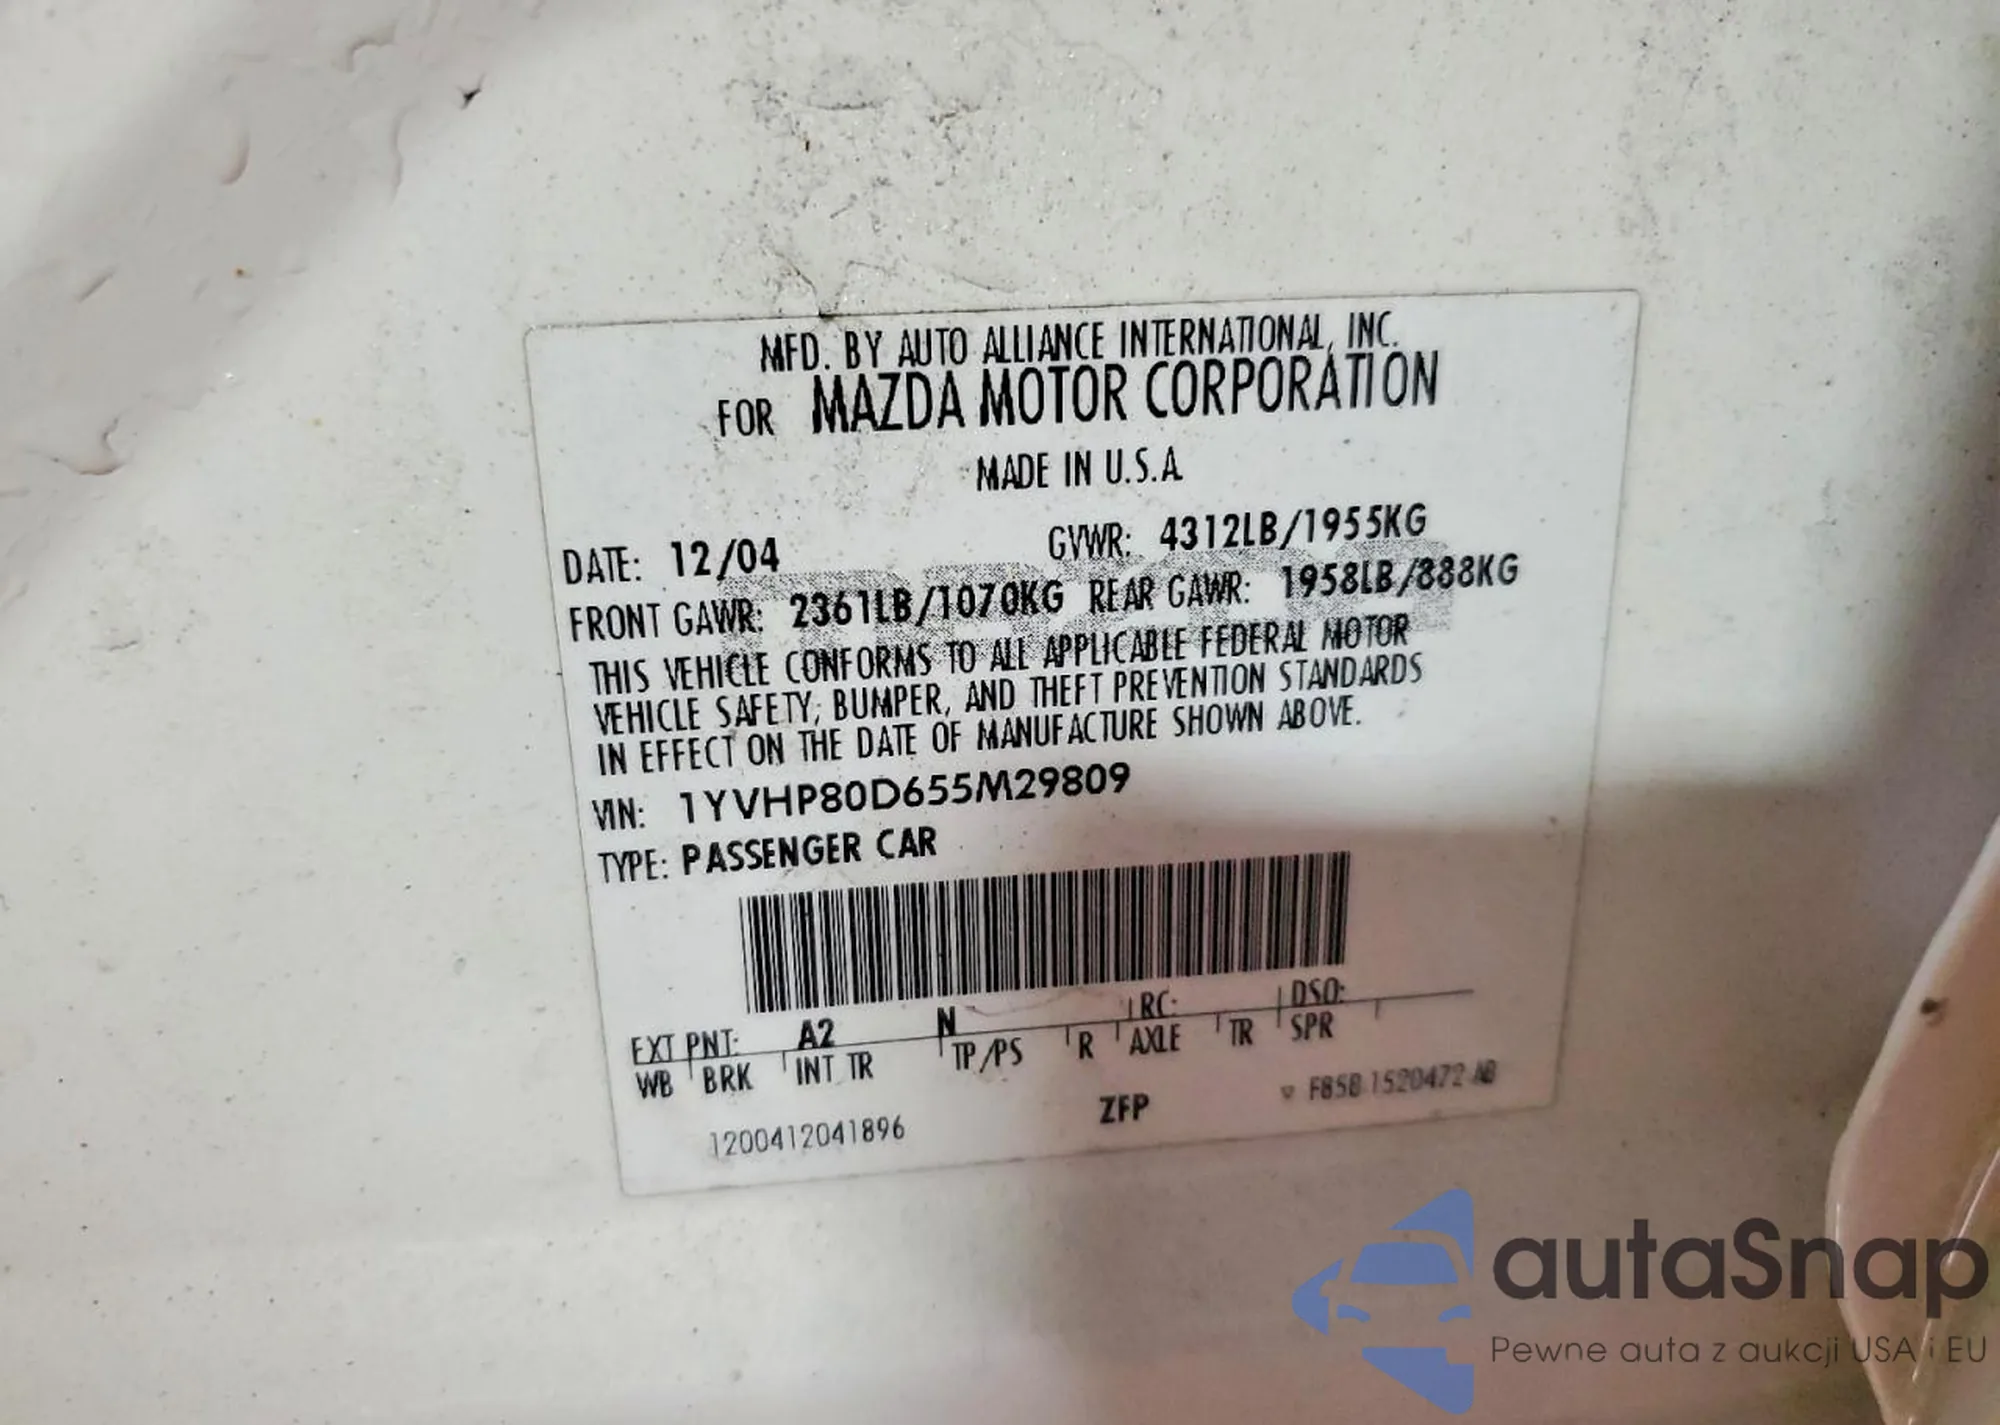 MFD. BY AUTO ALLIANCE INTERNATIONAL, INC.
FOR MAZDA MOTOR CORPORATION
MADE IN U.S.A
DATE: 12/04 GVWR: 4312LB/1955KG
FRONT GAWR: 2361LB/1070KG REAR GAWR: 1958LB/888KG
THIS VEHICLE CONFORMS TO ALL APPLICABLE FEDERAL MOTOR
VEHICLE SAFETY, BUMPER, AND THEFT PREVENTION STANDARDS
IN EFFECT ON THE DATE OF MANUFACTURE SHOWN ABOVE.
VIN: 1YVHP80D655M29809
TYPE: PASSENGER CAR
EXT PNT: A2 N RC: DSO:
WB BRK INT TR TP/PS R AXLE TR SPR
1200412041896 ZFP F85B 1520472 AB
autaSnap
Pewne auta z aukcji USA i EU